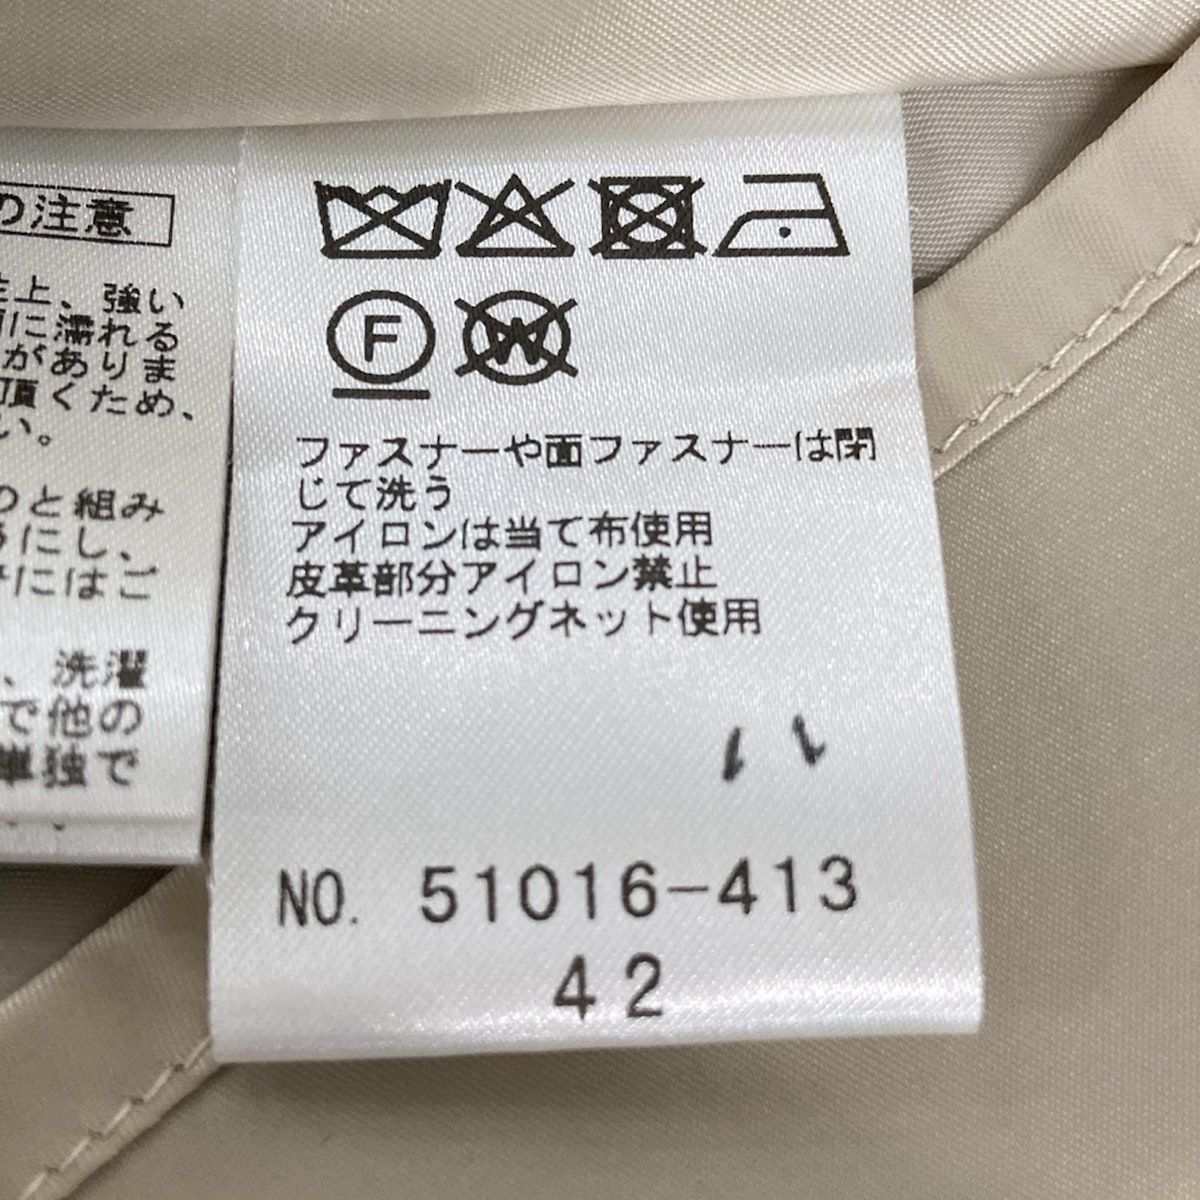 の注意
上、強い
に濡れる
がありま
頂くため、
い。
のと組み
うにし、
にはご
、洗濯
で他の
単独で
F
W
ファスナーや面ファスナーは閉
じて洗う
アイロンは当て布使用
皮革部分アイロン禁止
クリーニングネット使用
NO. 51016-413
42